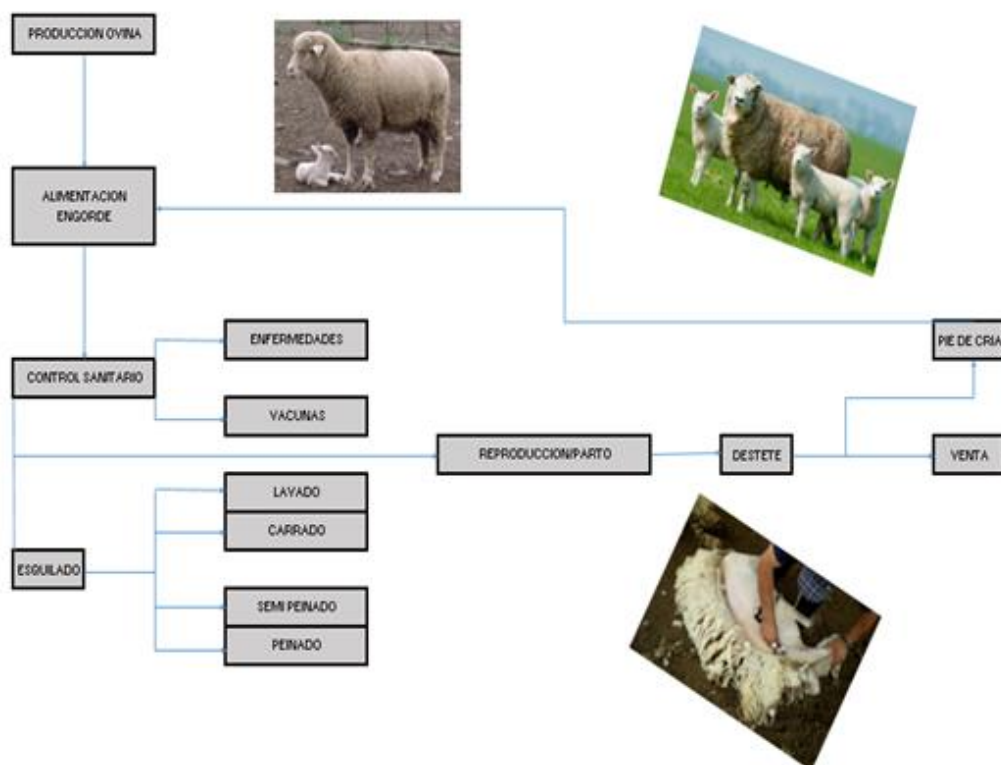 PRODUCCION OVINA
ALIMENTACION
ENGORDE
ENFERMEDADES
PIE DE CRIA
CONTROL SANITARIO
VACUNAS
REPRODUCCION/PARTO
DESTETE
VENTA
LAVADO
CARRADO
ESQUILADO
SEMI PEINADO
PEINADO